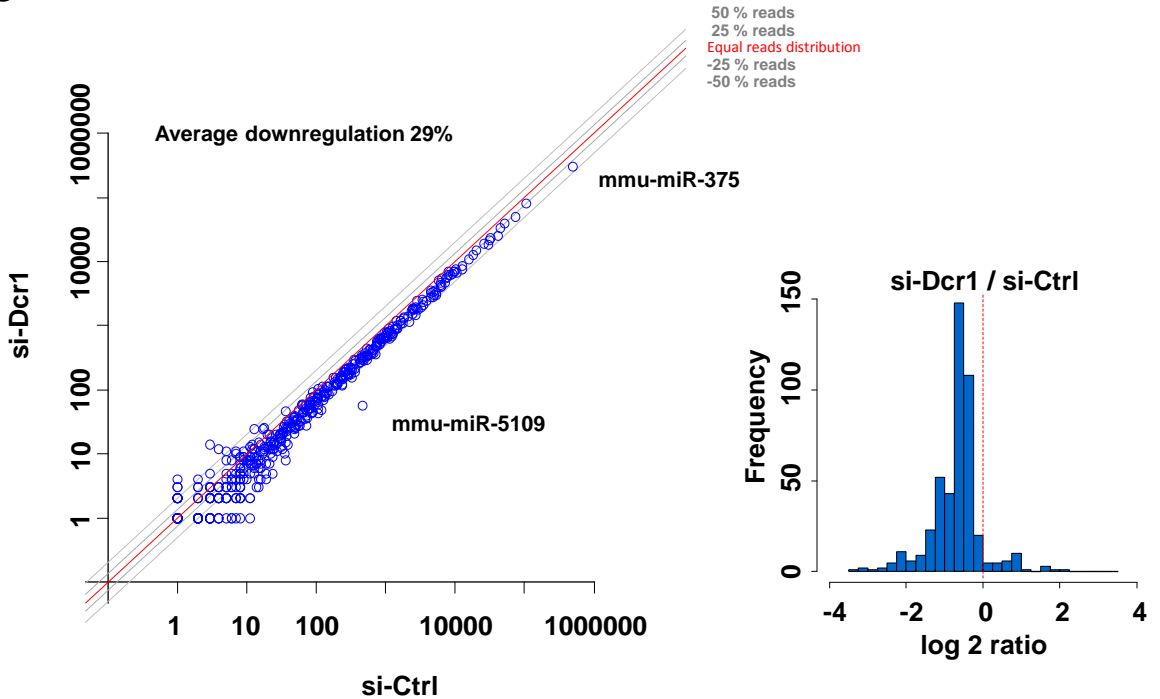 50 % reads
25 % reads
Equal reads distribution
-25 % reads
-50 % reads
Average downregulation 29%
mmu-miR-375
mmu-miR-5109
si-Dcr1
1000000
10000
100
10
1
1 10 100 10000 1000000
si-Ctrl
si-Dcr1 / si-Ctrl
Frequency
150
100
50
0
-4 -2 0 2 4
log 2 ratio